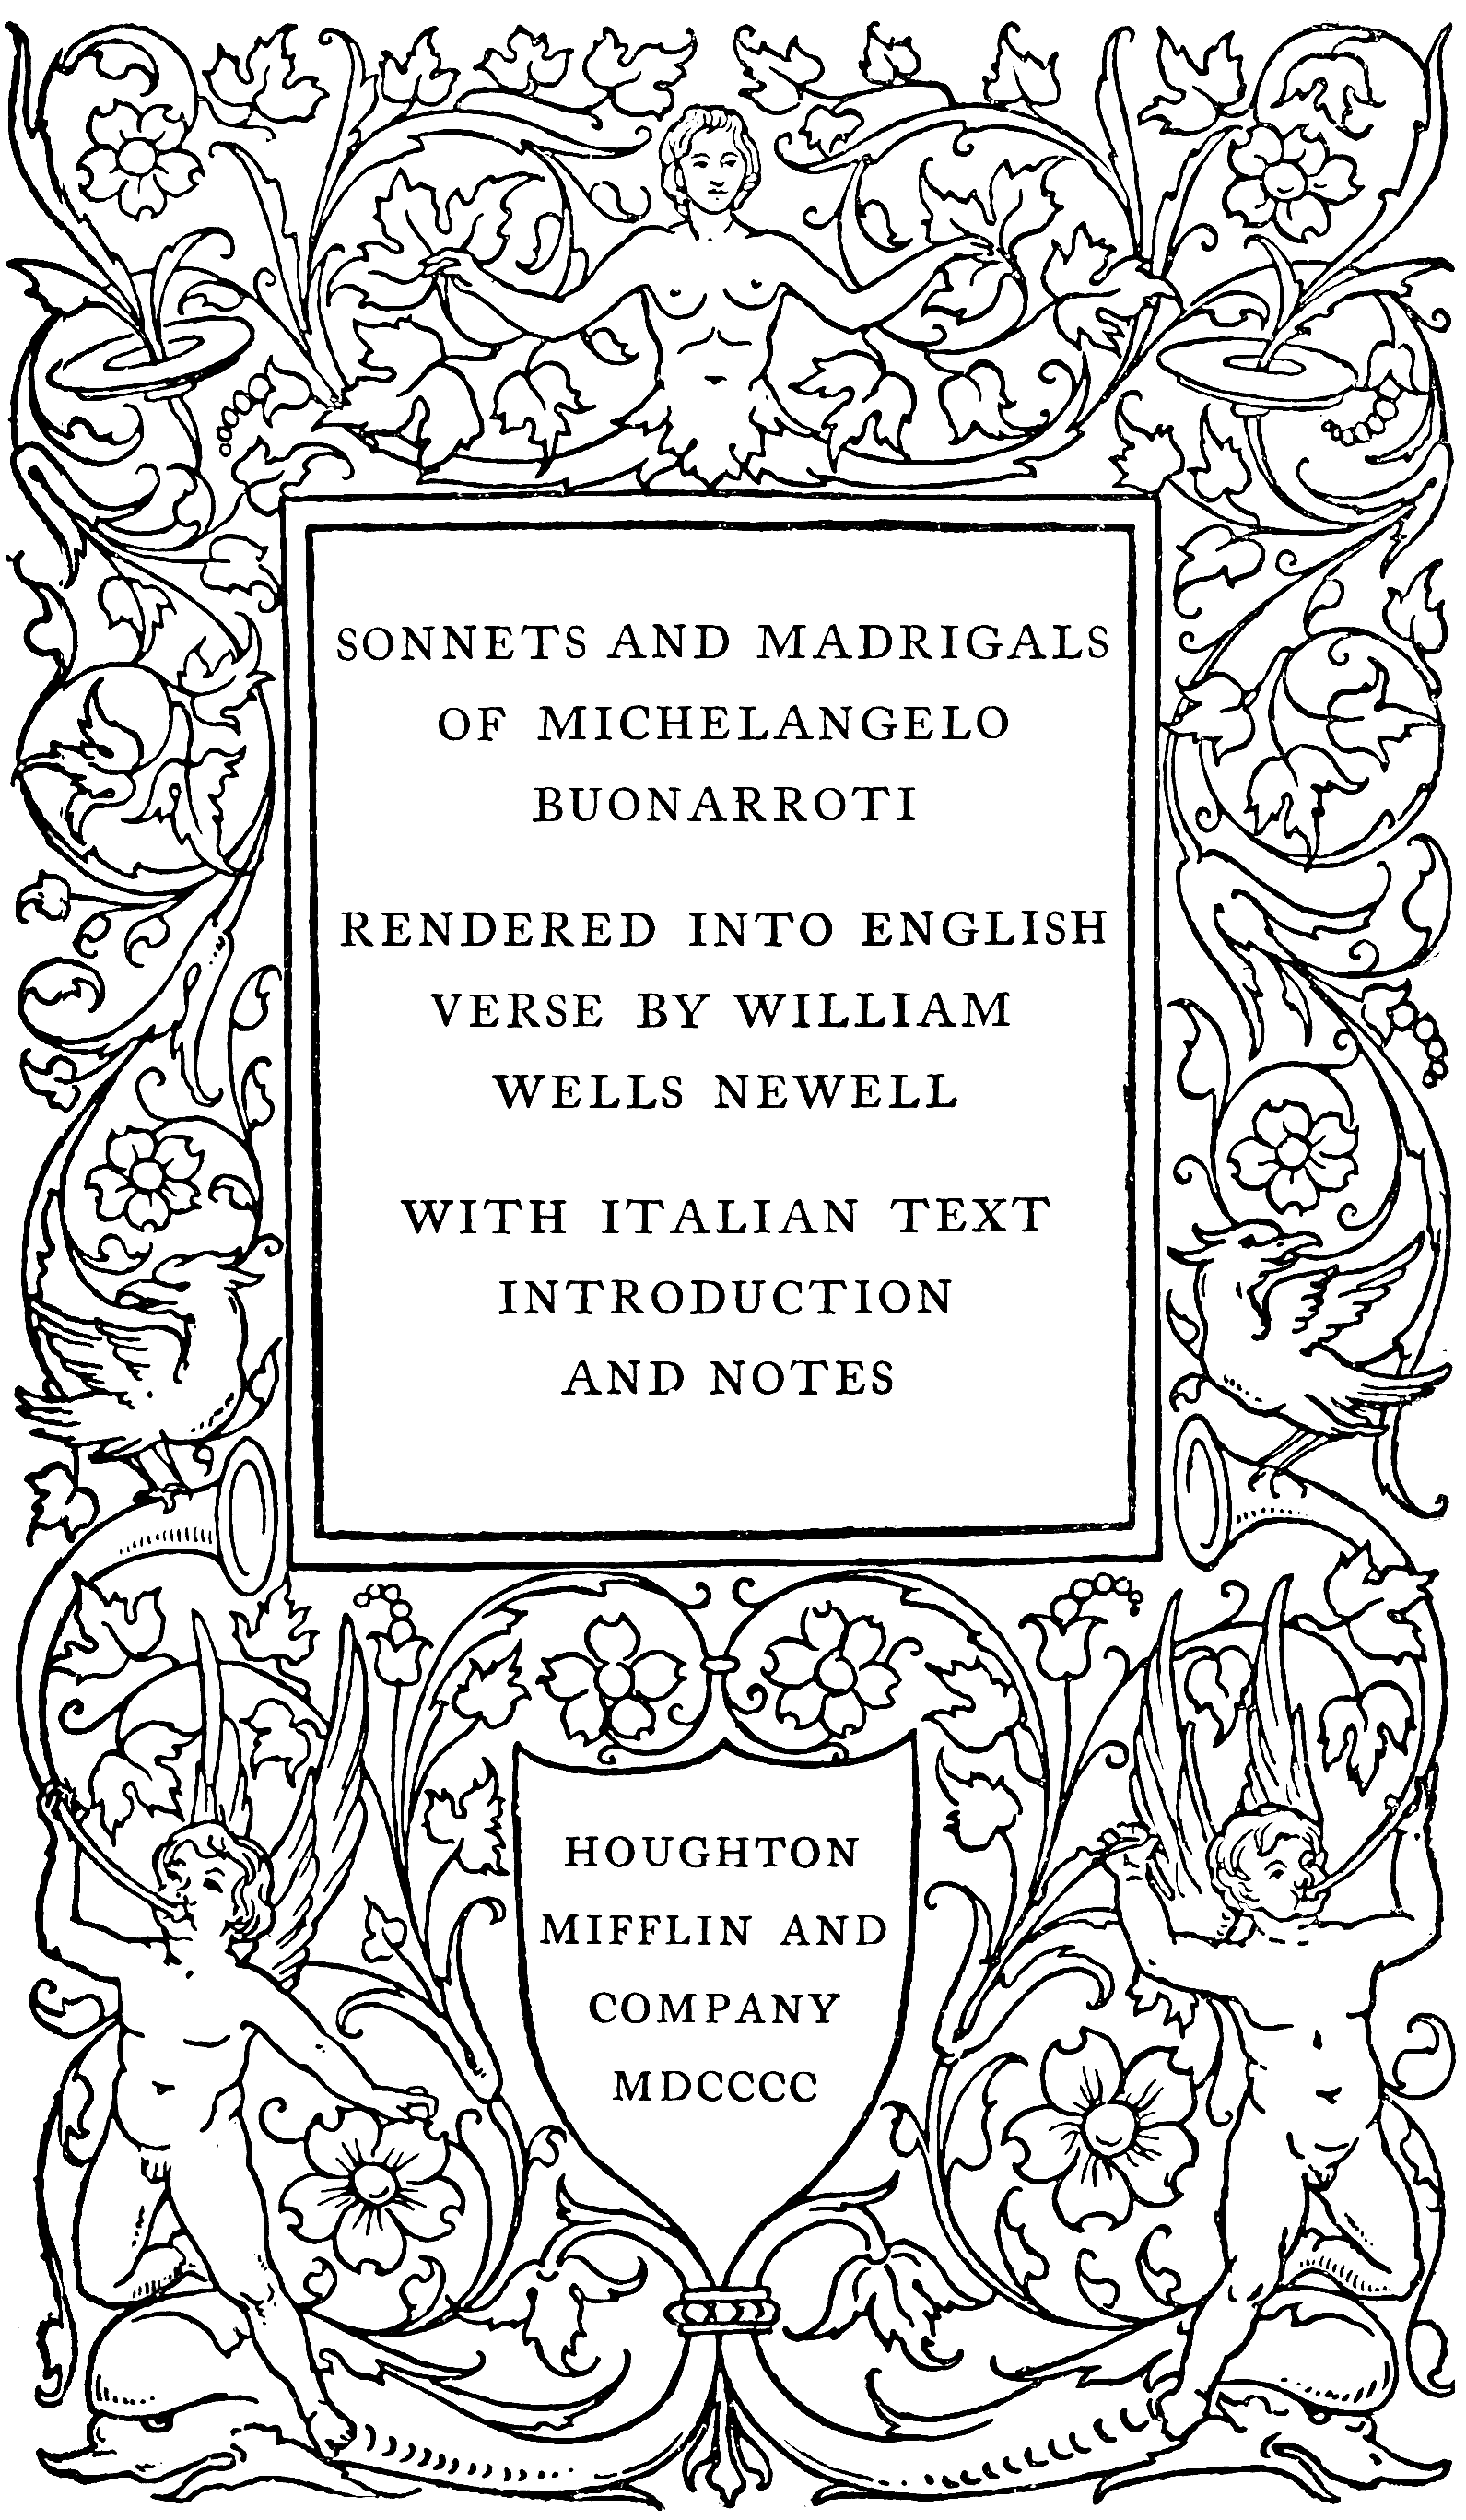 SONNETS AND MADRIGALS
OF MICHELANGELO
BUONARROTI
RENDERED INTO ENGLISH
VERSE BY WILLIAM
WELLS NEWELL
WITH ITALIAN TEXT
INTRODUCTION
AND NOTES
HOUGHTON
MIFFLIN AND
COMPANY
MDCCCC